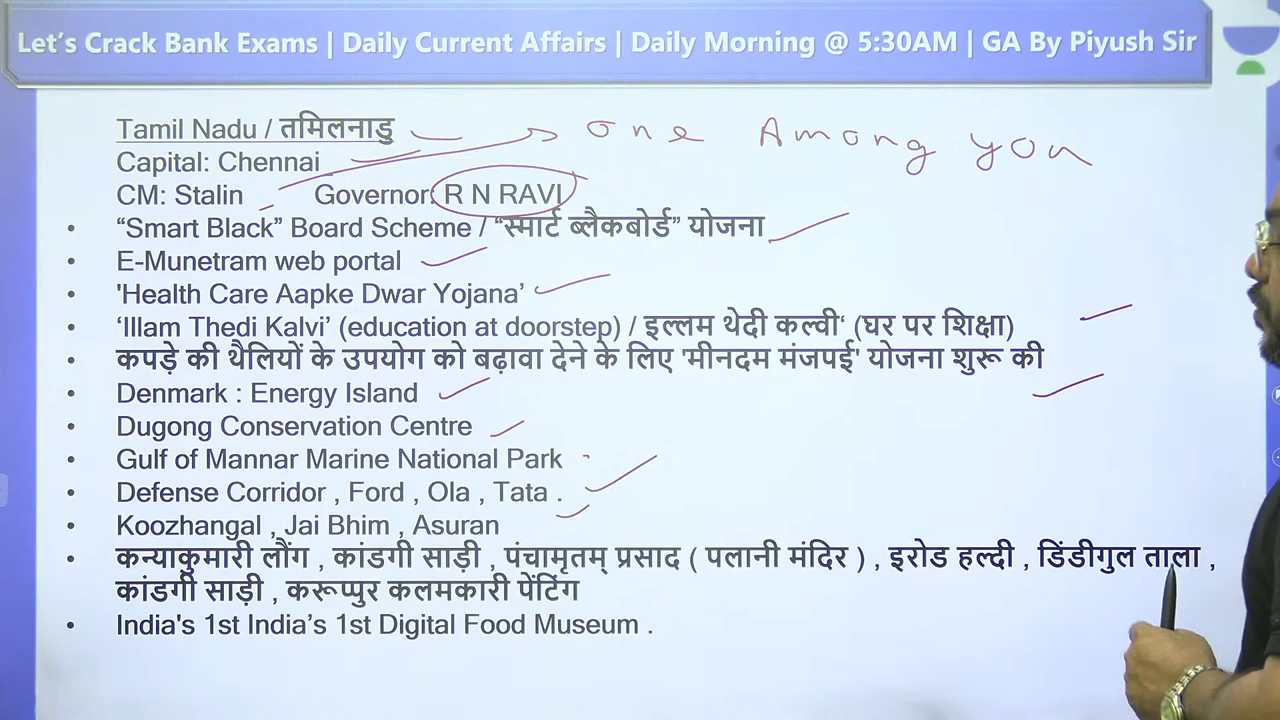 Let's Crack Bank Exams | Daily Current Affairs | Daily Morning @ 5:30AM | GA By Piyush Sir
Tamil Nadu / तमिलनाडु
one Among you
Capital: Chennai
CM: Stalin Governor: R N RAVI
• “Smart Black” Board Scheme / “स्मार्ट ब्लैकबोर्ड” योजना
• E-Munetram web portal
• 'Health Care Aapke Dwar Yojana’
• ‘Illam Thedi Kalvi’ (education at doorstep) / इल्लम थेदी कल्वी‘ (घर पर शिक्षा)
• कपड़े की थैलियों के उपयोग को बढ़ावा देने के लिए 'मीनदम मंजपई' योजना शुरू की
• Denmark : Energy Island
• Dugong Conservation Centre
• Gulf of Mannar Marine National Park
• Defense Corridor , Ford , Ola , Tata .
• Koozhangal , Jai Bhim , Asuran
• कन्याकुमारी लौंग , कांडगी साड़ी , पंचामृतम् प्रसाद ( पलानी मंदिर ) , इरोड हल्दी , डिंडीगुल ताला ,
कांडगी साड़ी , करूप्पुर कलमकारी पेंटिंग
• India's 1st India’s 1st Digital Food Museum .